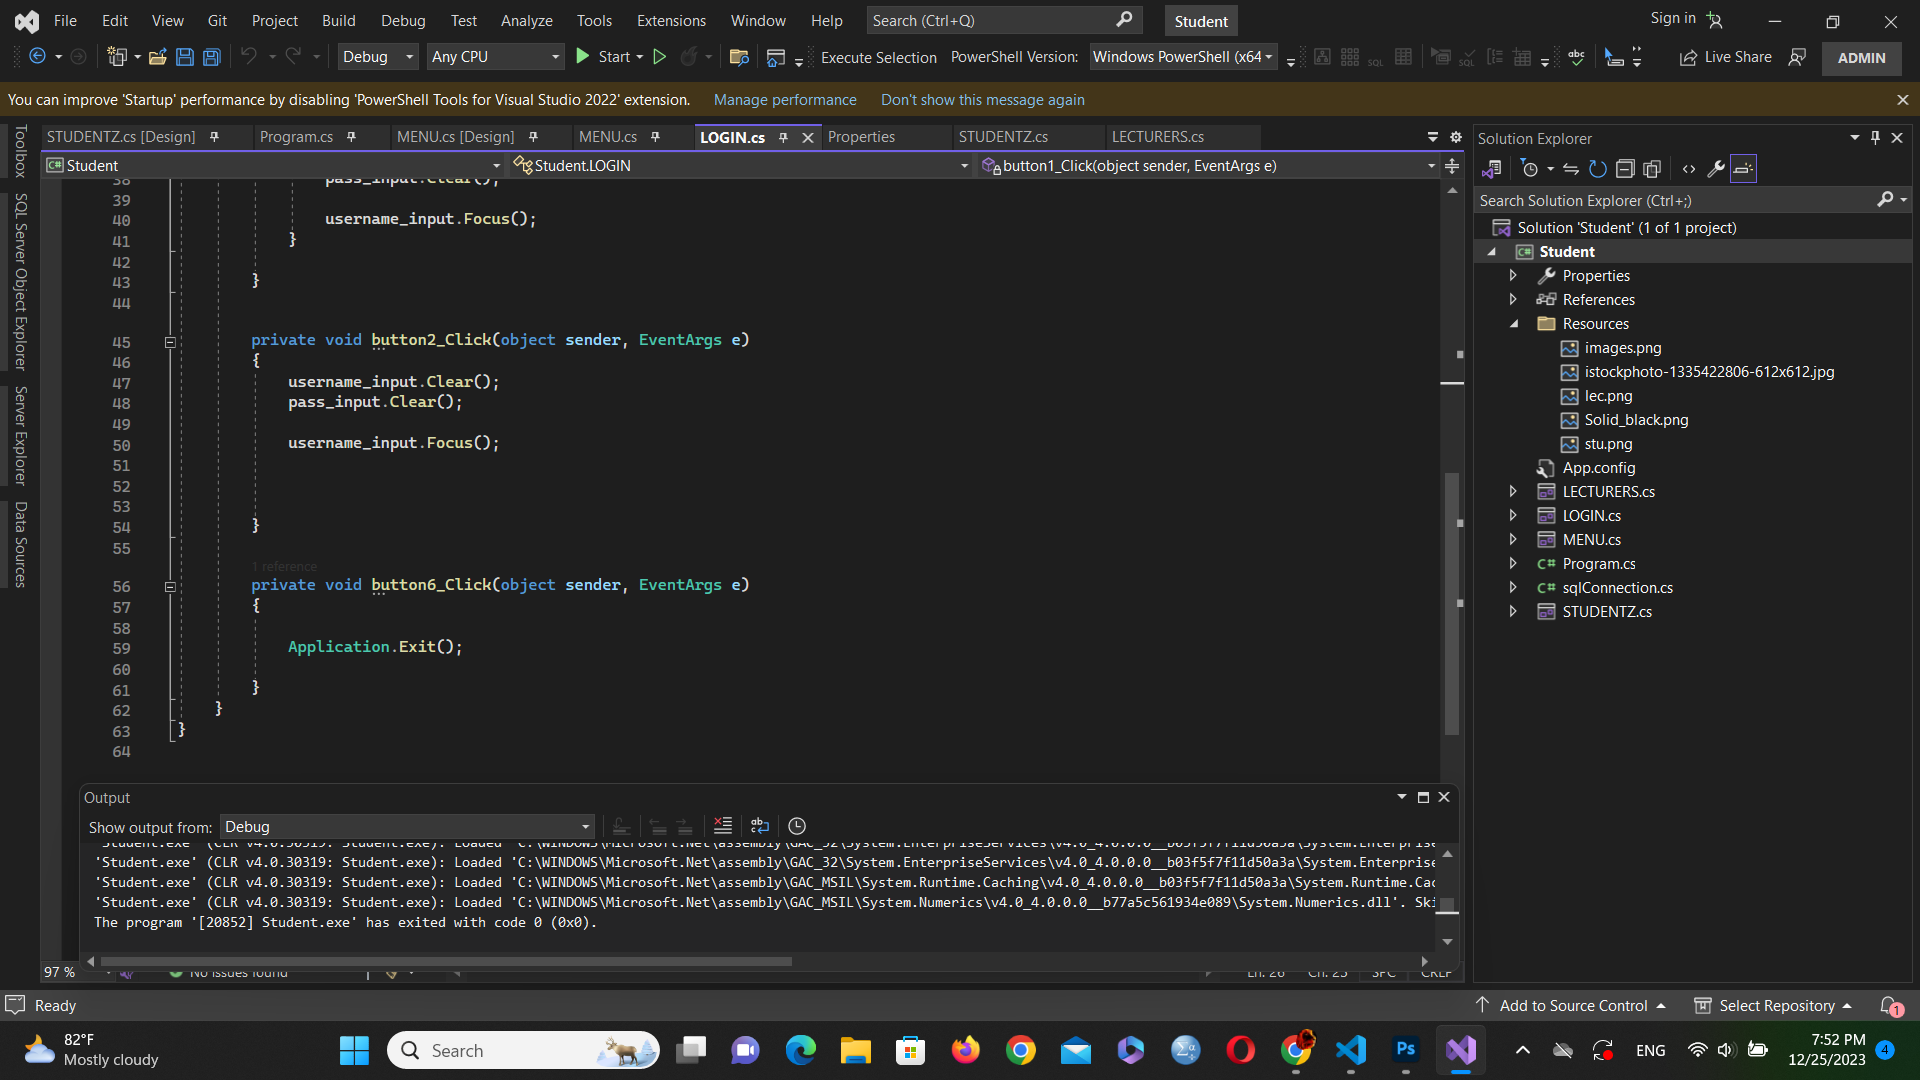 File Edit View Git Project Build Debug Test Analyze Tools Extensions Window Help Search (Ctrl+Q) Student Sign in
Debug Any CPU Start Execute Selection PowerShell Version: Windows PowerShell (x64 Live Share ADMIN
You can improve 'Startup' performance by disabling 'PowerShell Tools for Visual Studio 2022' extension. Manage performance Don't show this message again
Toolbox
SQL Server Object Explorer
Server Explorer
Data Sources
STUDENTZ.cs [Design] Program.cs MENU.cs [Design] MENU.cs LOGIN.cs Properties STUDENTZ.cs LECTURERS.cs
C# Student Student.LOGIN button1_Click(object sender, EventArgs e)
38 pass_input.Clear();
39
40 username_input.Focus();
41 }
42
43 }
44
45 private void button2_Click(object sender, EventArgs e)
46 {
47 username_input.Clear();
48 pass_input.Clear();
49
50 username_input.Focus();
51
52
53
54 }
55
1 reference
56 private void button6_Click(object sender, EventArgs e)
57 {
58
59 Application.Exit();
60
61 }
62 }
63 }
64
Output
Show output from: Debug
'Student.exe' (CLR v4.0.30319: Student.exe): Loaded 'C:\WINDOWS\Microsoft.Net\assembly\GAC_32\System.EnterpriseServices\v4.0_4.0.0.0__b03f5f7f11d50a3a\System.Enterprise
'Student.exe' (CLR v4.0.30319: Student.exe): Loaded 'C:\WINDOWS\Microsoft.Net\assembly\GAC_32\System.EnterpriseServices\v4.0_4.0.0.0__b03f5f7f11d50a3a\System.Enterprise
'Student.exe' (CLR v4.0.30319: Student.exe): Loaded 'C:\WINDOWS\Microsoft.Net\assembly\GAC_MSIL\System.Runtime.Caching\v4.0_4.0.0.0__b03f5f7f11d50a3a\System.Runtime.Cac
'Student.exe' (CLR v4.0.30319: Student.exe): Loaded 'C:\WINDOWS\Microsoft.Net\assembly\GAC_MSIL\System.Numerics\v4.0_4.0.0.0__b77a5c561934e089\System.Numerics.dll'. Ski
The program '[20852] Student.exe' has exited with code 0 (0x0).
97 % No issues found Ln: 26 Ch: 23 SPC CRLF
Solution Explorer
Search Solution Explorer (Ctrl+;)
Solution 'Student' (1 of 1 project)
C# Student
Properties
References
Resources
images.png
istockphoto-1335422806-612x612.jpg
lec.png
Solid_black.png
stu.png
App.config
LECTURERS.cs
LOGIN.cs
MENU.cs
C# Program.cs
C# sqlConnection.cs
STUDENTZ.cs
Ready Add to Source Control Select Repository 1
82°F
Mostly cloudy
Search
Ps
ENG
7:52 PM
12/25/2023
4